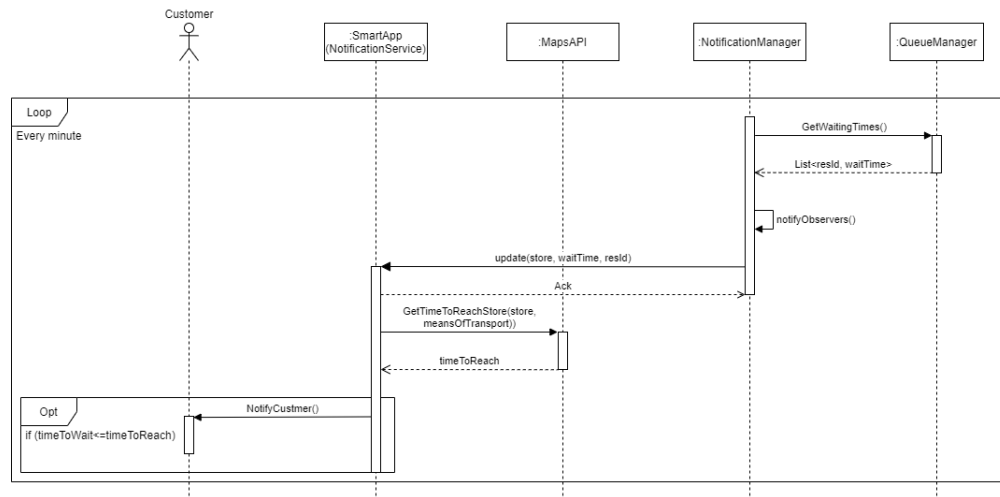 Customer
:SmartApp
(NotificationService)
:MapsAPI
:NotificationManager
:QueueManager
Loop
Every minute
GetWaitingTimes()
List<resId, waitTime>
notifyObservers()
update(store, waitTime, resId)
Ack
GetTimeToReachStore(store,
meansOfTransport))
timeToReach
Opt
NotifyCustmer()
if (timeToWait<=timeToReach)